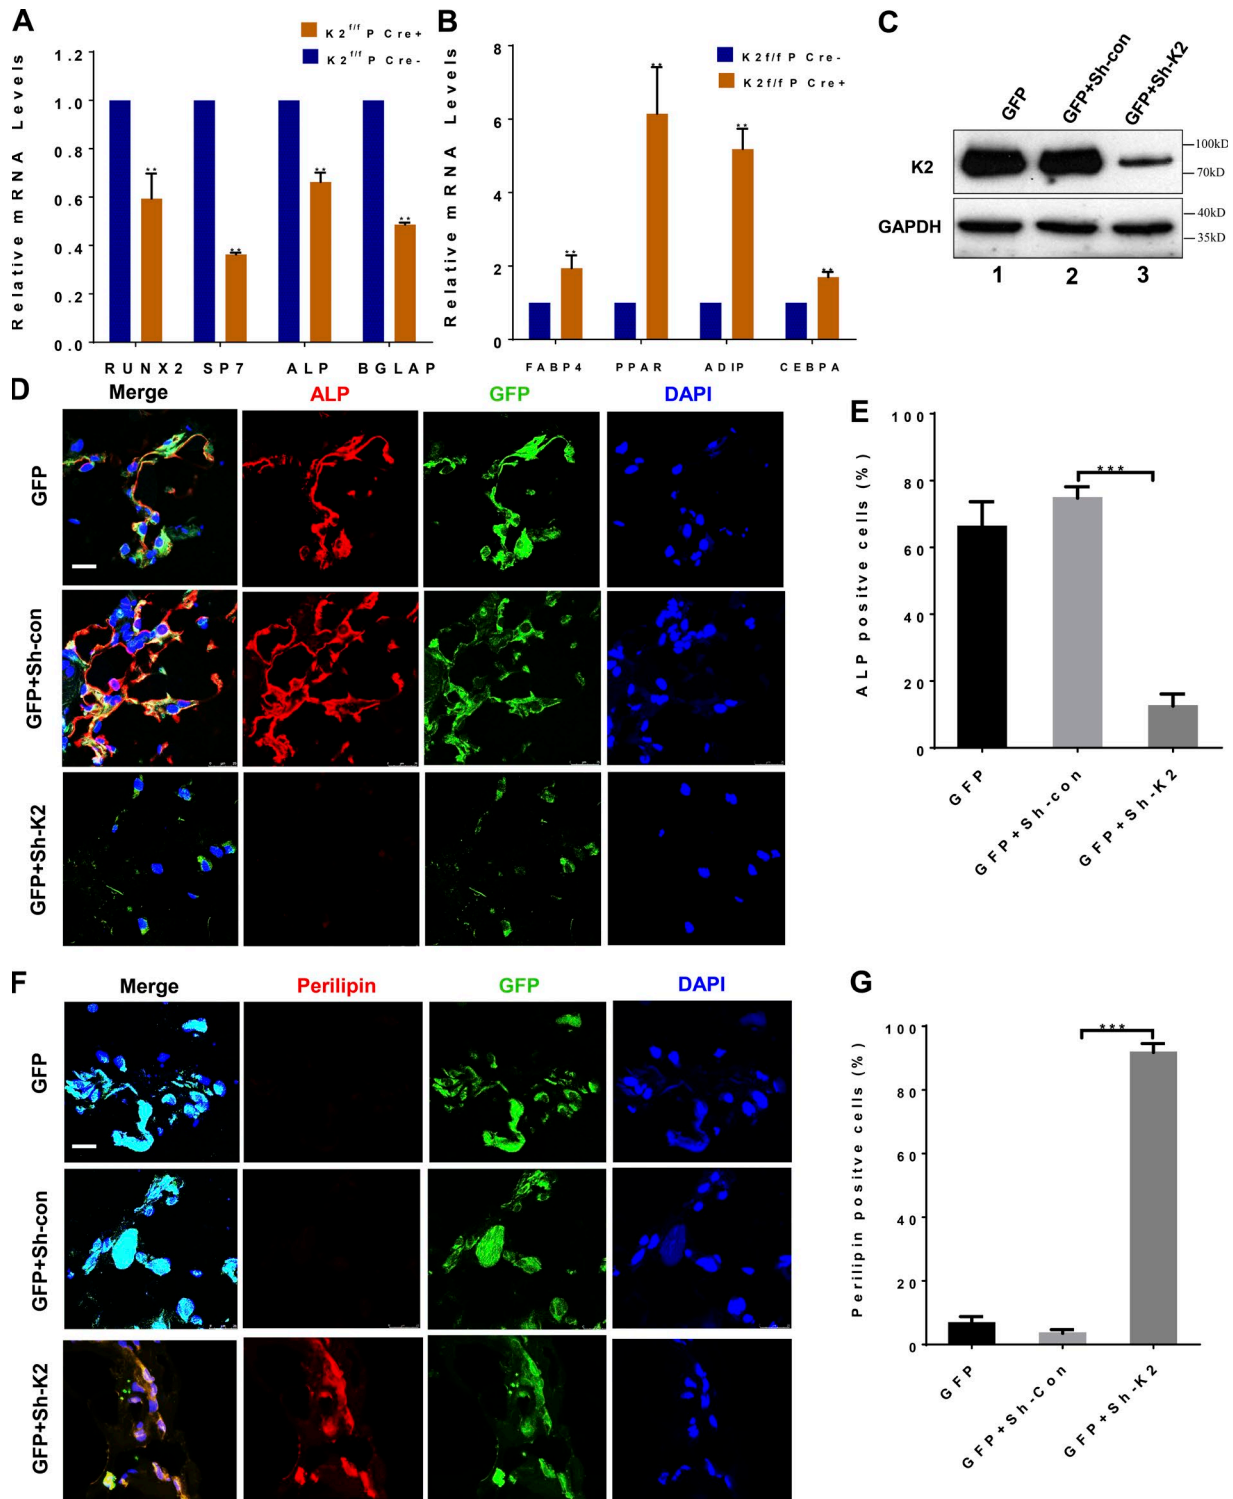 A
K2f/f P Cre+
K2f/f P Cre-
Relative mRNA Levels
1.2
1.0
0.8
0.6
0.4
0.2
0.0
**
**
**
**
RUNX2 SP7 ALP BGLAP
B
K2f/f P Cre-
K2f/f P Cre+
Relative mRNA Levels
8
6
4
2
0
**
**
**
**
FABP4 PPAR ADIP CEBPA
C
GFP GFP+Sh-con GFP+Sh-K2
K2
100kD
70kD
GAPDH
40kD
35kD
1 2 3
D
Merge ALP GFP DAPI
GFP
GFP+Sh-con
GFP+Sh-K2
E
ALP positve cells (%)
100
80
60
40
20
0
***
GFP GFP+Sh-con GFP+Sh-K2
F
Merge Perilipin GFP DAPI
GFP
GFP+Sh-con
GFP+Sh-K2
G
Perilipin positve cells (%)
100
80
60
40
20
0
***
GFP GFP+Sh-Con GFP+Sh-K2